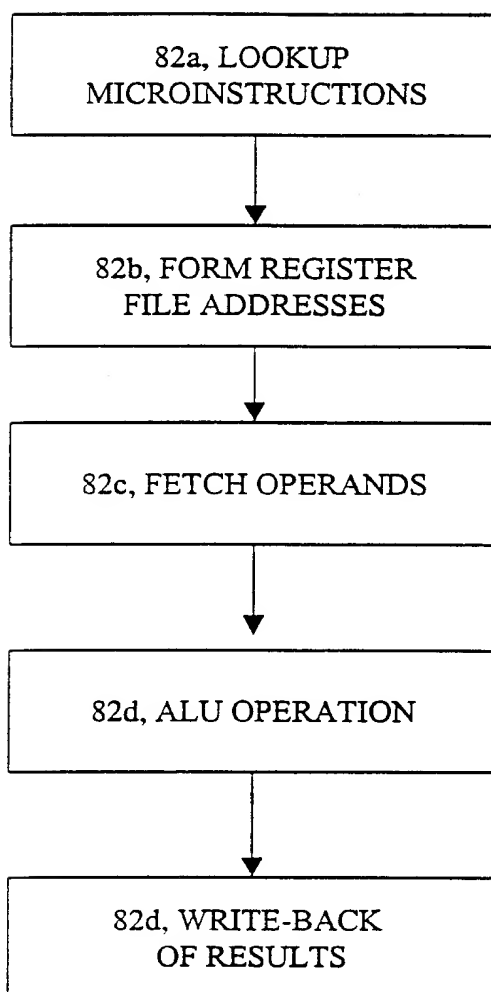 82a, LOOKUP
MICROINSTRUCTIONS
82b, FORM REGISTER
FILE ADDRESSES
82c, FETCH OPERANDS
82d, ALU OPERATION
82d, WRITE-BACK
OF RESULTS